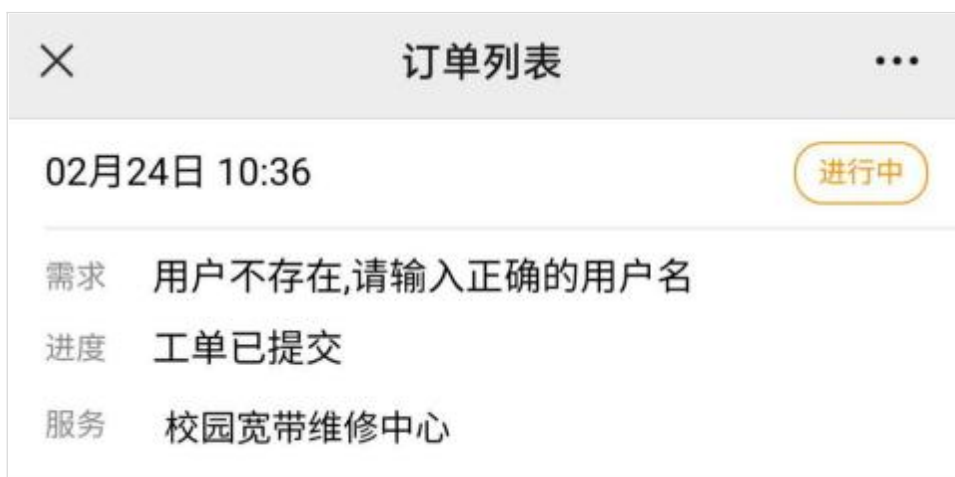 订单列表
02月24日 10:36 进行中
需求 用户不存在,请输入正确的用户名
进度 工单已提交
服务 校园宽带维修中心